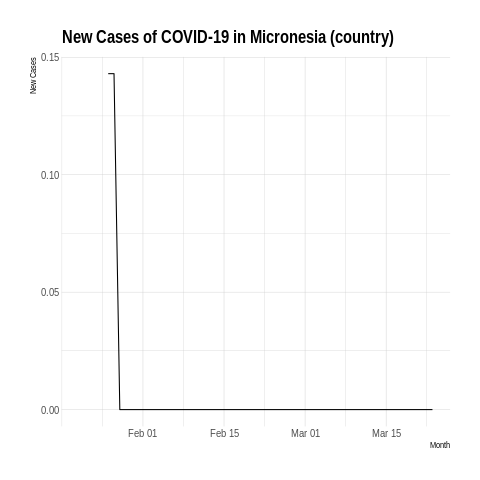 New Cases of COVID-19 in Micronesia (country)
New Cases
0.15
0.10
0.05
0.00
Feb 01 Feb 15 Mar 01 Mar 15
Month